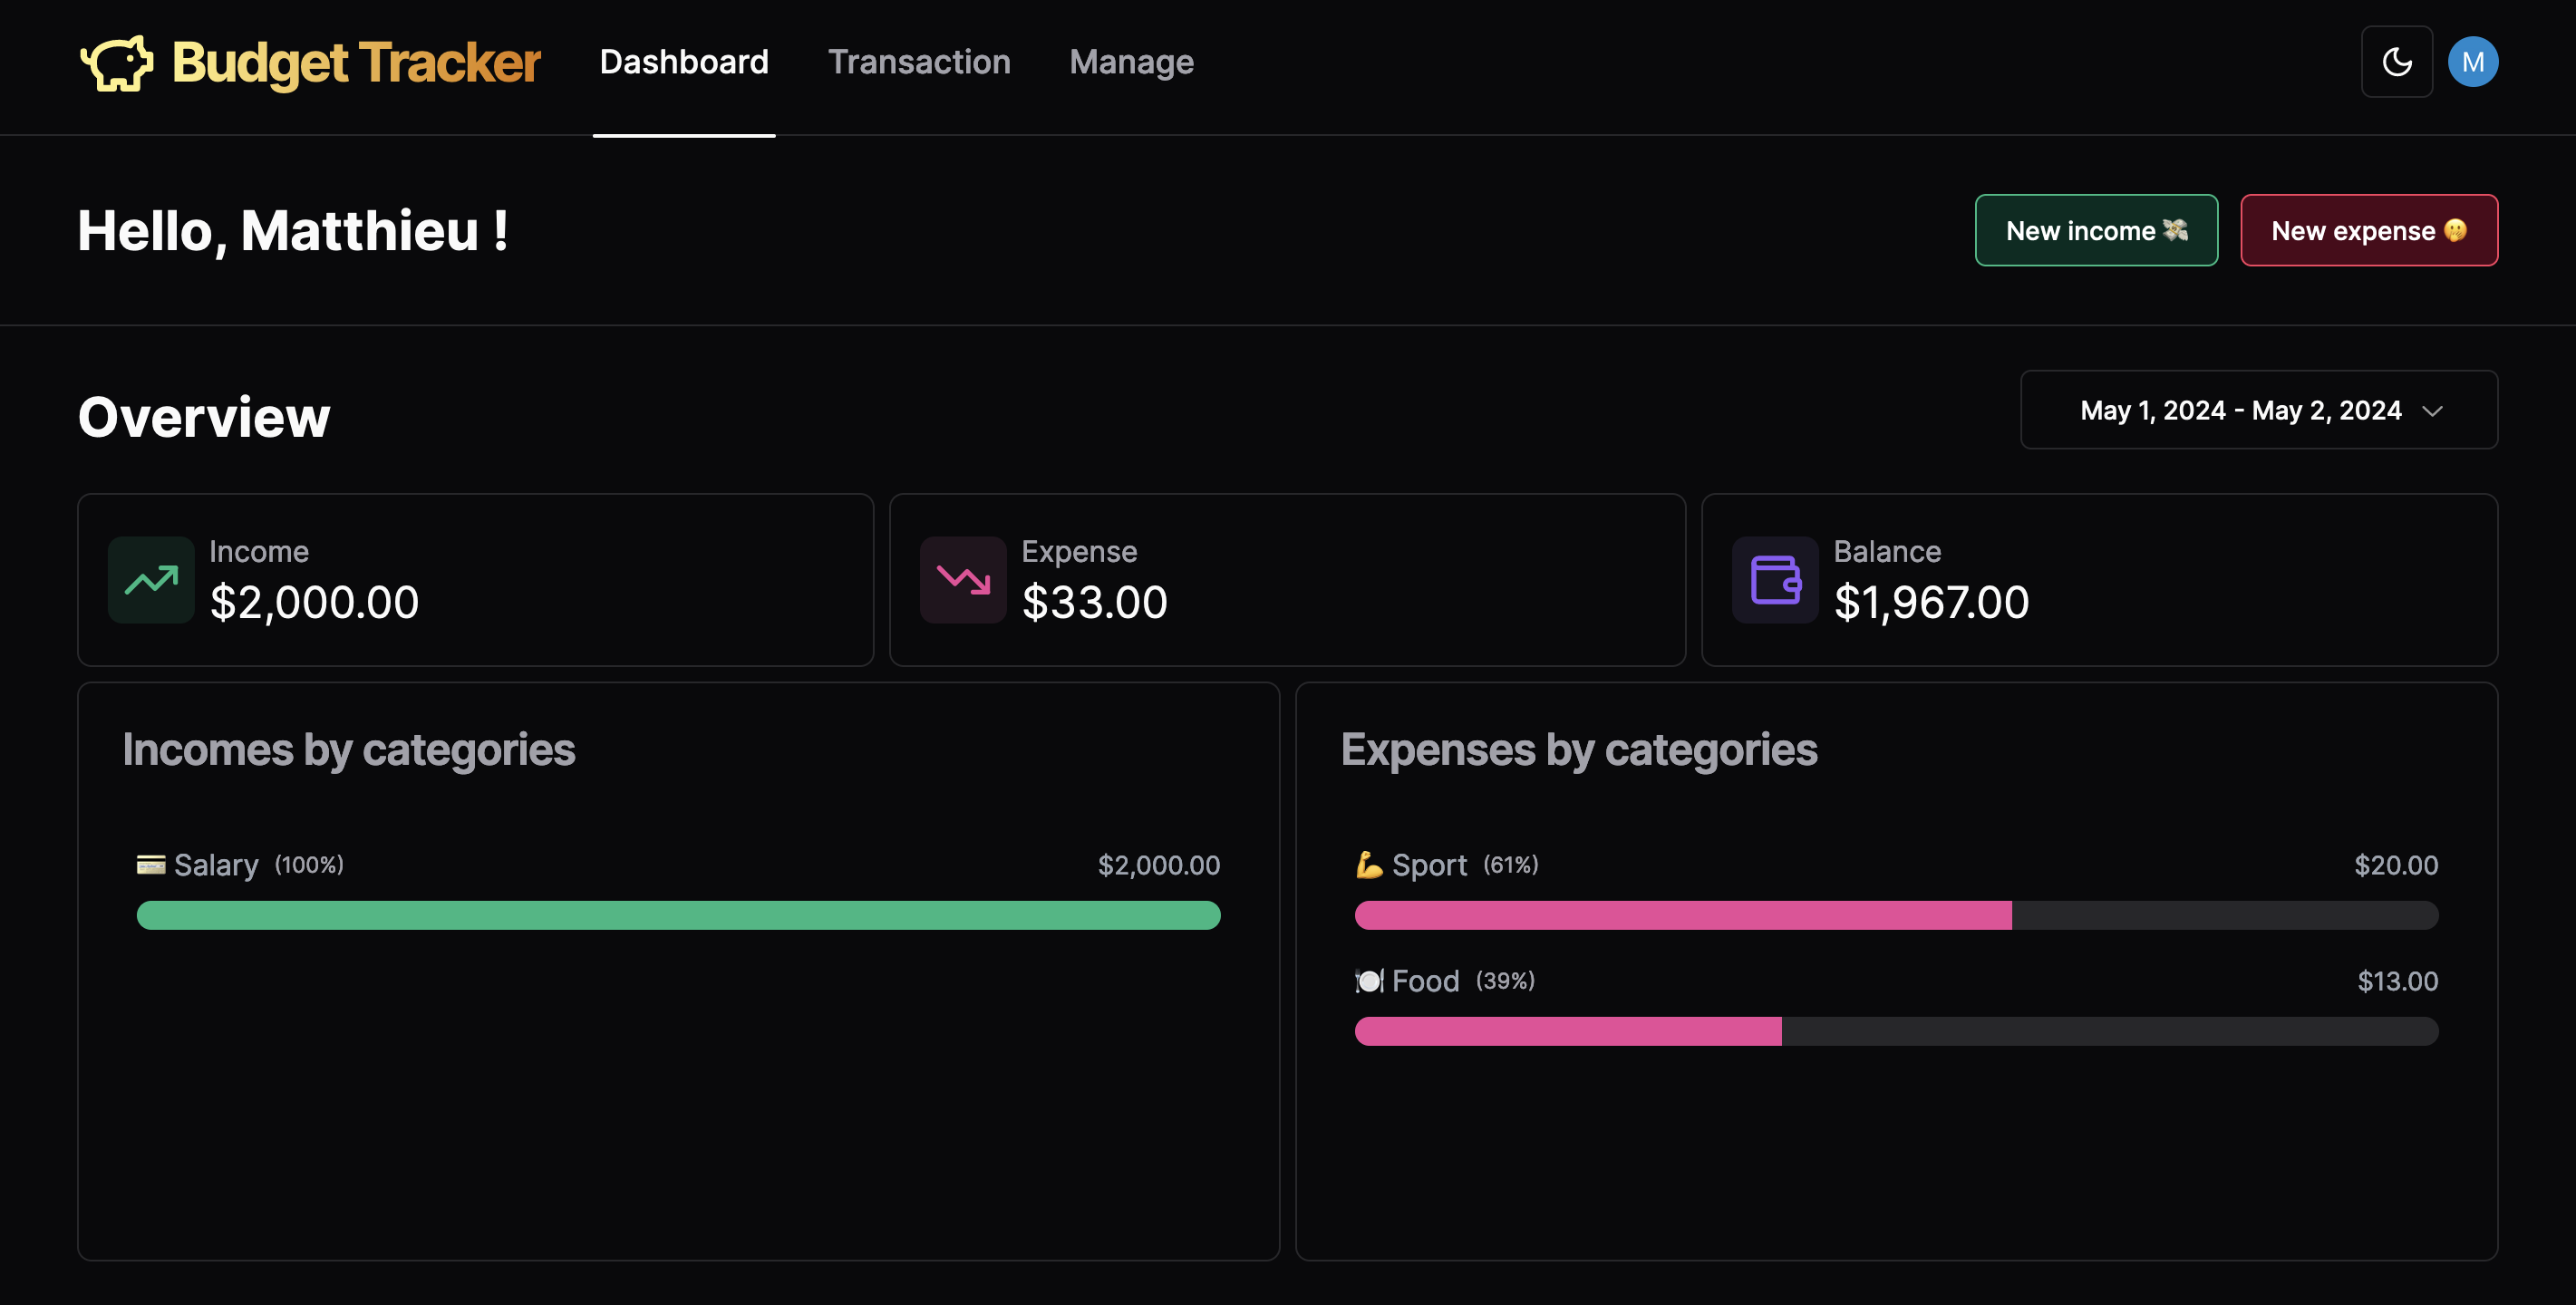 Budget Tracker Dashboard Transaction Manage M
Hello, Matthieu !
New income 💸 New expense 🫢
Overview
May 1, 2024 - May 2, 2024
Income
$2,000.00
Expense
$33.00
Balance
$1,967.00
Incomes by categories
💳 Salary (100%) $2,000.00
Expenses by categories
💪 Sport (61%) $20.00
🍽️ Food (39%) $13.00